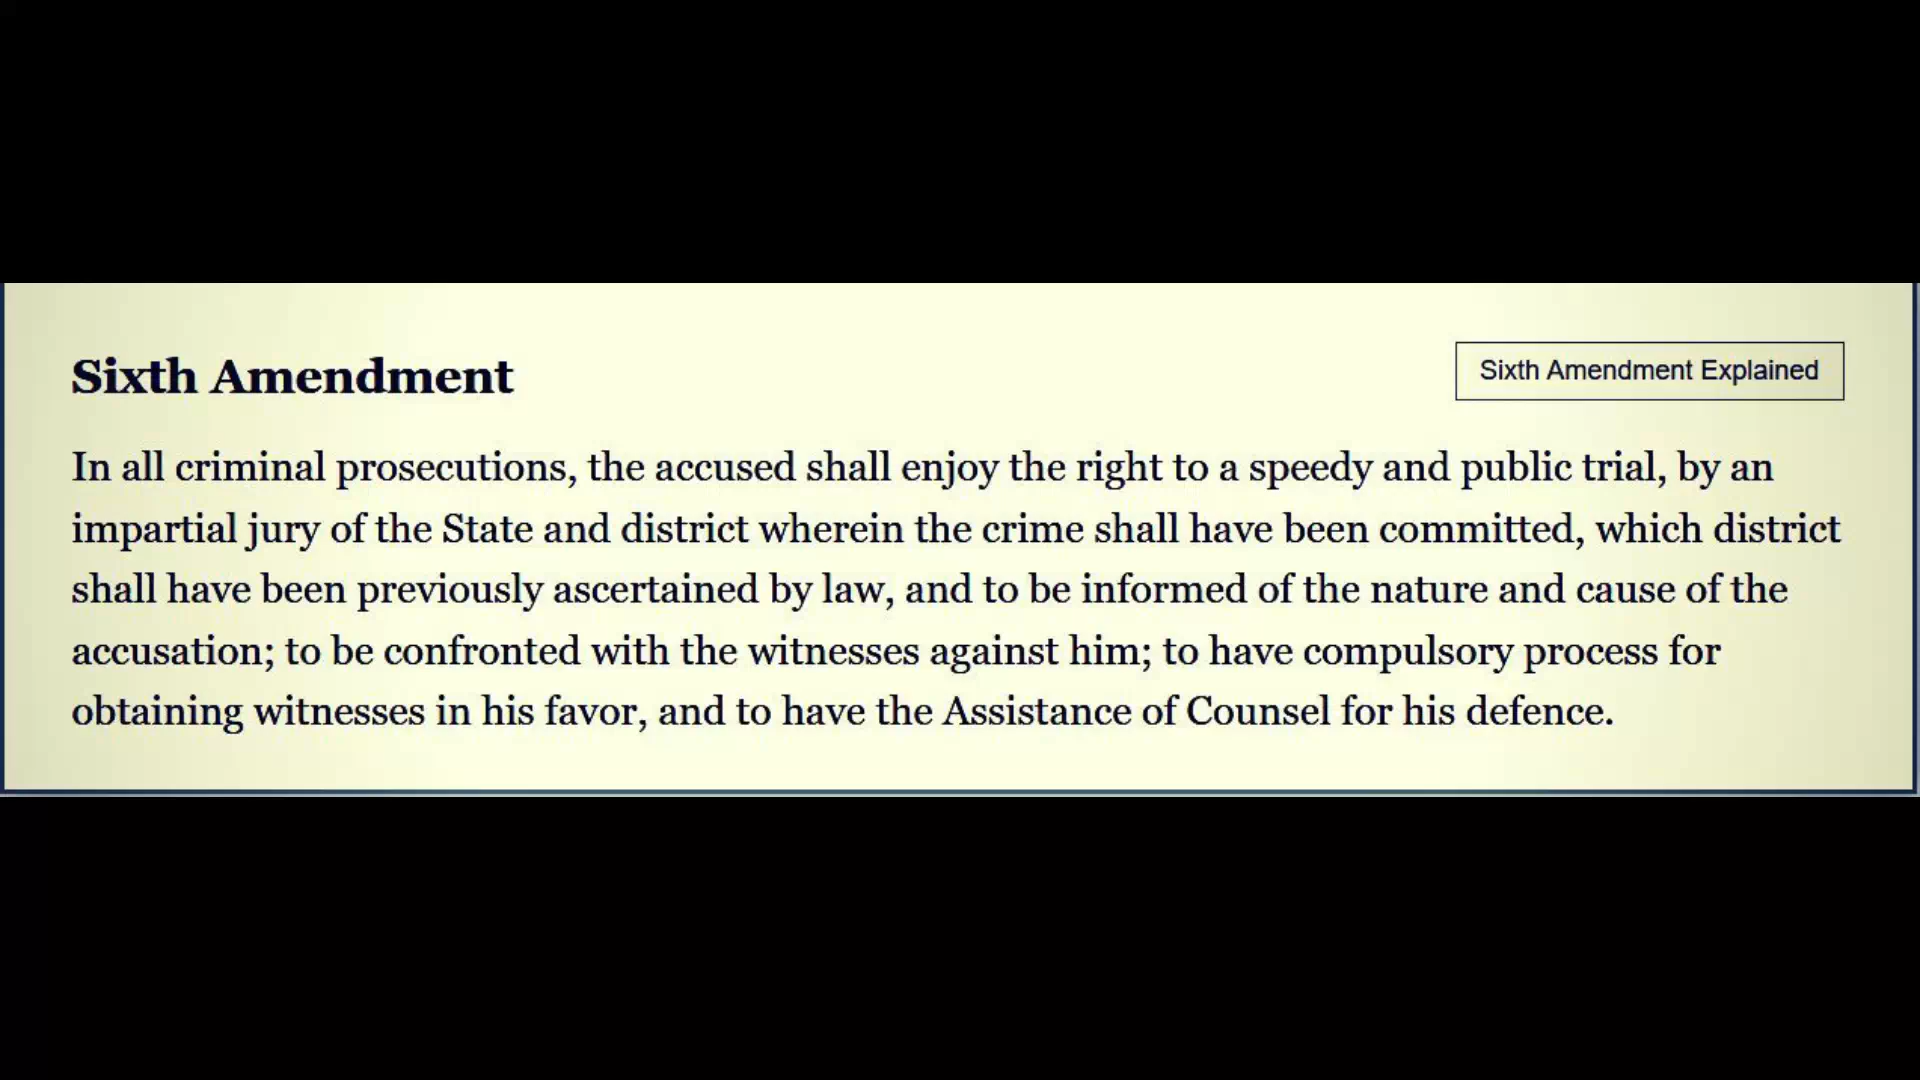 Sixth Amendment
Sixth Amendment Explained
In all criminal prosecutions, the accused shall enjoy the right to a speedy and public trial, by an
impartial jury of the State and district wherein the crime shall have been committed, which district
shall have been previously ascertained by law, and to be informed of the nature and cause of the
accusation; to be confronted with the witnesses against him; to have compulsory process for
obtaining witnesses in his favor, and to have the Assistance of Counsel for his defence.